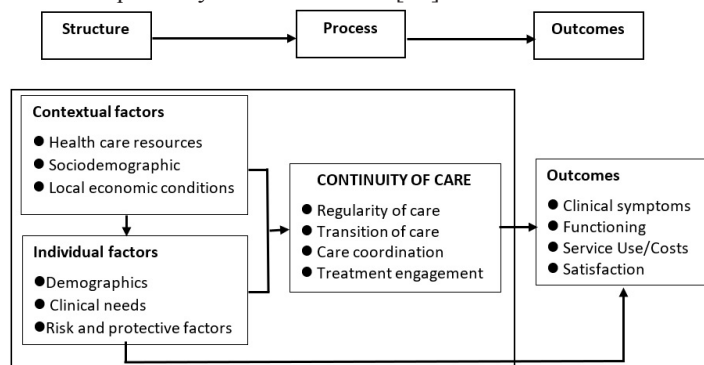 Structure
Process
Outcomes
Contextual factors
● Health care resources
● Sociodemographic
● Local economic conditions
Individual factors
●Demographics
● Clinical needs
●Risk and protective factors
CONTINUITY OF CARE
● Regularity of care
● Transition of care
● Care coordination
● Treatment engagement
Outcomes
● Clinical symptoms
● Functioning
● Service Use/Costs
● Satisfaction